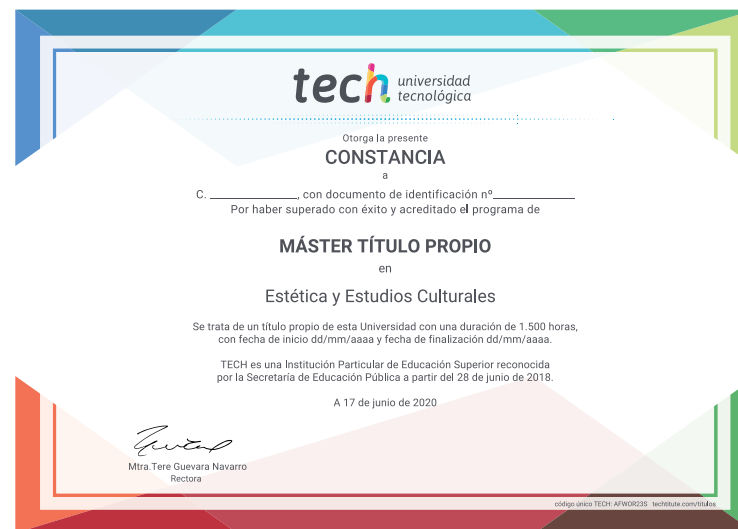 tech universidad
tecnológica
Otorga la presente
CONSTANCIA
a
C. ______________, con documento de identificación nº______________
Por haber superado con éxito y acreditado el programa de
MÁSTER TÍTULO PROPIO
en
Estética y Estudios Culturales
Se trata de un título propio de esta Universidad con una duración de 1.500 horas,
con fecha de inicio dd/mm/aaaa y fecha de finalización dd/mm/aaaa.
TECH es una Institución Particular de Educación Superior reconocida
por la Secretaría de Educación Pública a partir del 28 de junio de 2018.
A 17 de junio de 2020
Mtra.Tere Guevara Navarro
Rectora
código único TECH: AFWOR23S techtitute.com/titulos